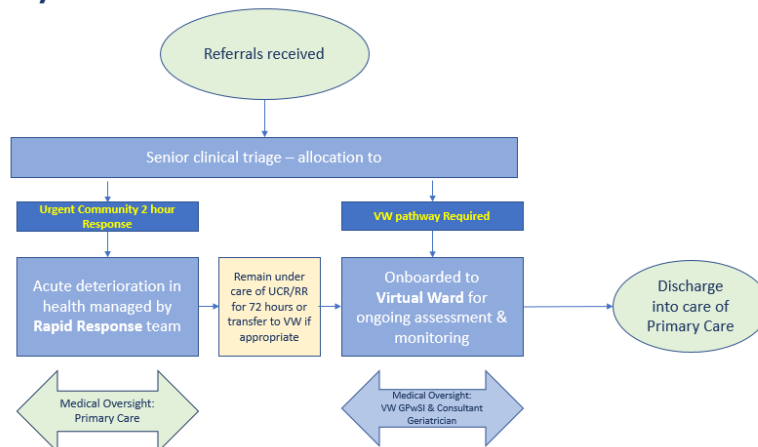 Referrals received
Senior clinical triage – allocation to
Urgent Community 2 hour
Response
VW pathway Required
Acute deterioration in
health managed by
Rapid Response team
Remain under
care of UCR/RR
for 72 hours or
transfer to VW if
appropriate
Onboarded to
Virtual Ward for
ongoing assessment &
monitoring
Discharge
into care of
Primary Care
Medical Oversight:
Primary Care
Medical Oversight:
VW GPwSI & Consultant
Geriatrician